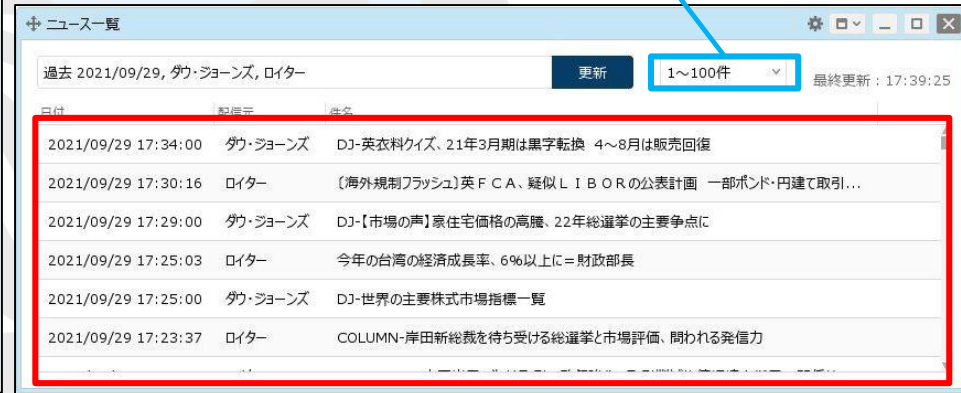 ニュース一覧
過去 2021/09/29, ダウ・ジョーンズ, ロイター 更新 1～100件 最終更新：17:39:25
日付 配信元 件名
2021/09/29 17:34:00 ダウ・ジョーンズ DJ-英衣料クイズ、21年3月期は黒字転換 4～8月は販売回復
2021/09/29 17:30:16 ロイター 〔海外規制フラッシュ〕英ＦＣＡ、疑似ＬＩＢＯＲの公表計画 一部ポンド・円建て取引...
2021/09/29 17:29:00 ダウ・ジョーンズ DJ-【市場の声】豪住宅価格の高騰、22年総選挙の主要争点に
2021/09/29 17:25:03 ロイター 今年の台湾の経済成長率、6%以上に＝財政部長
2021/09/29 17:25:00 ダウ・ジョーンズ DJ-世界の主要株式市場指標一覧
2021/09/29 17:23:37 ロイター COLUMN-岸田新総裁を待ち受ける総選挙と市場評価、問われる発信力